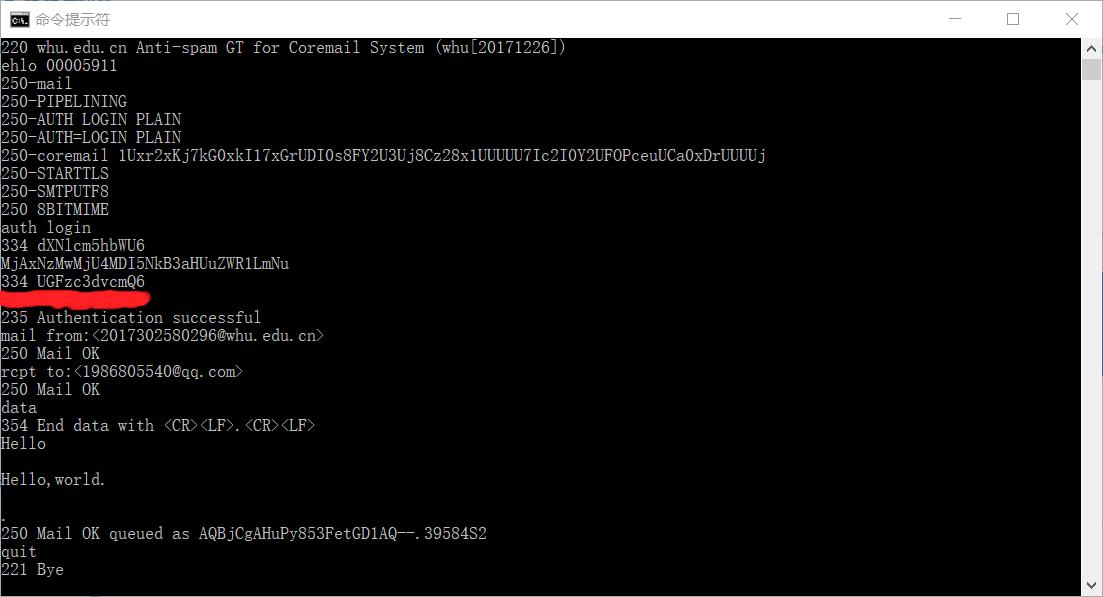 命令提示符
220 whu.edu.cn Anti-spam GT for Coremail System (whu[20171226])
ehlo 00005911
250-mail
250-PIPELINING
250-AUTH LOGIN PLAIN
250-AUTH=LOGIN PLAIN
250-coremail 1Uxr2xKj7kG0xkI17xGrUDI0s8FY2U3Uj8Cz28x1UUUUU7Ic2I0Y2UFOPceuUCa0xDrUUUUj
250-STARTTLS
250-SMTPUTF8
250 8BITMIME
auth login
334 dXNlcm5hbWU6
MjAxNzMwMjU4MDI5NkB3aHUuZWR1LmNu
334 UGFzc3dvcmQ6
235 Authentication successful
mail from:<2017302580296@whu.edu.cn>
250 Mail OK
rcpt to:<1986805540@qq.com>
250 Mail OK
data
354 End data with <CR><LF>.<CR><LF>
Hello
Hello,world.
.
250 Mail OK queued as AQBjCgAHuPy853FetGD1AQ--.39584S2
quit
221 Bye